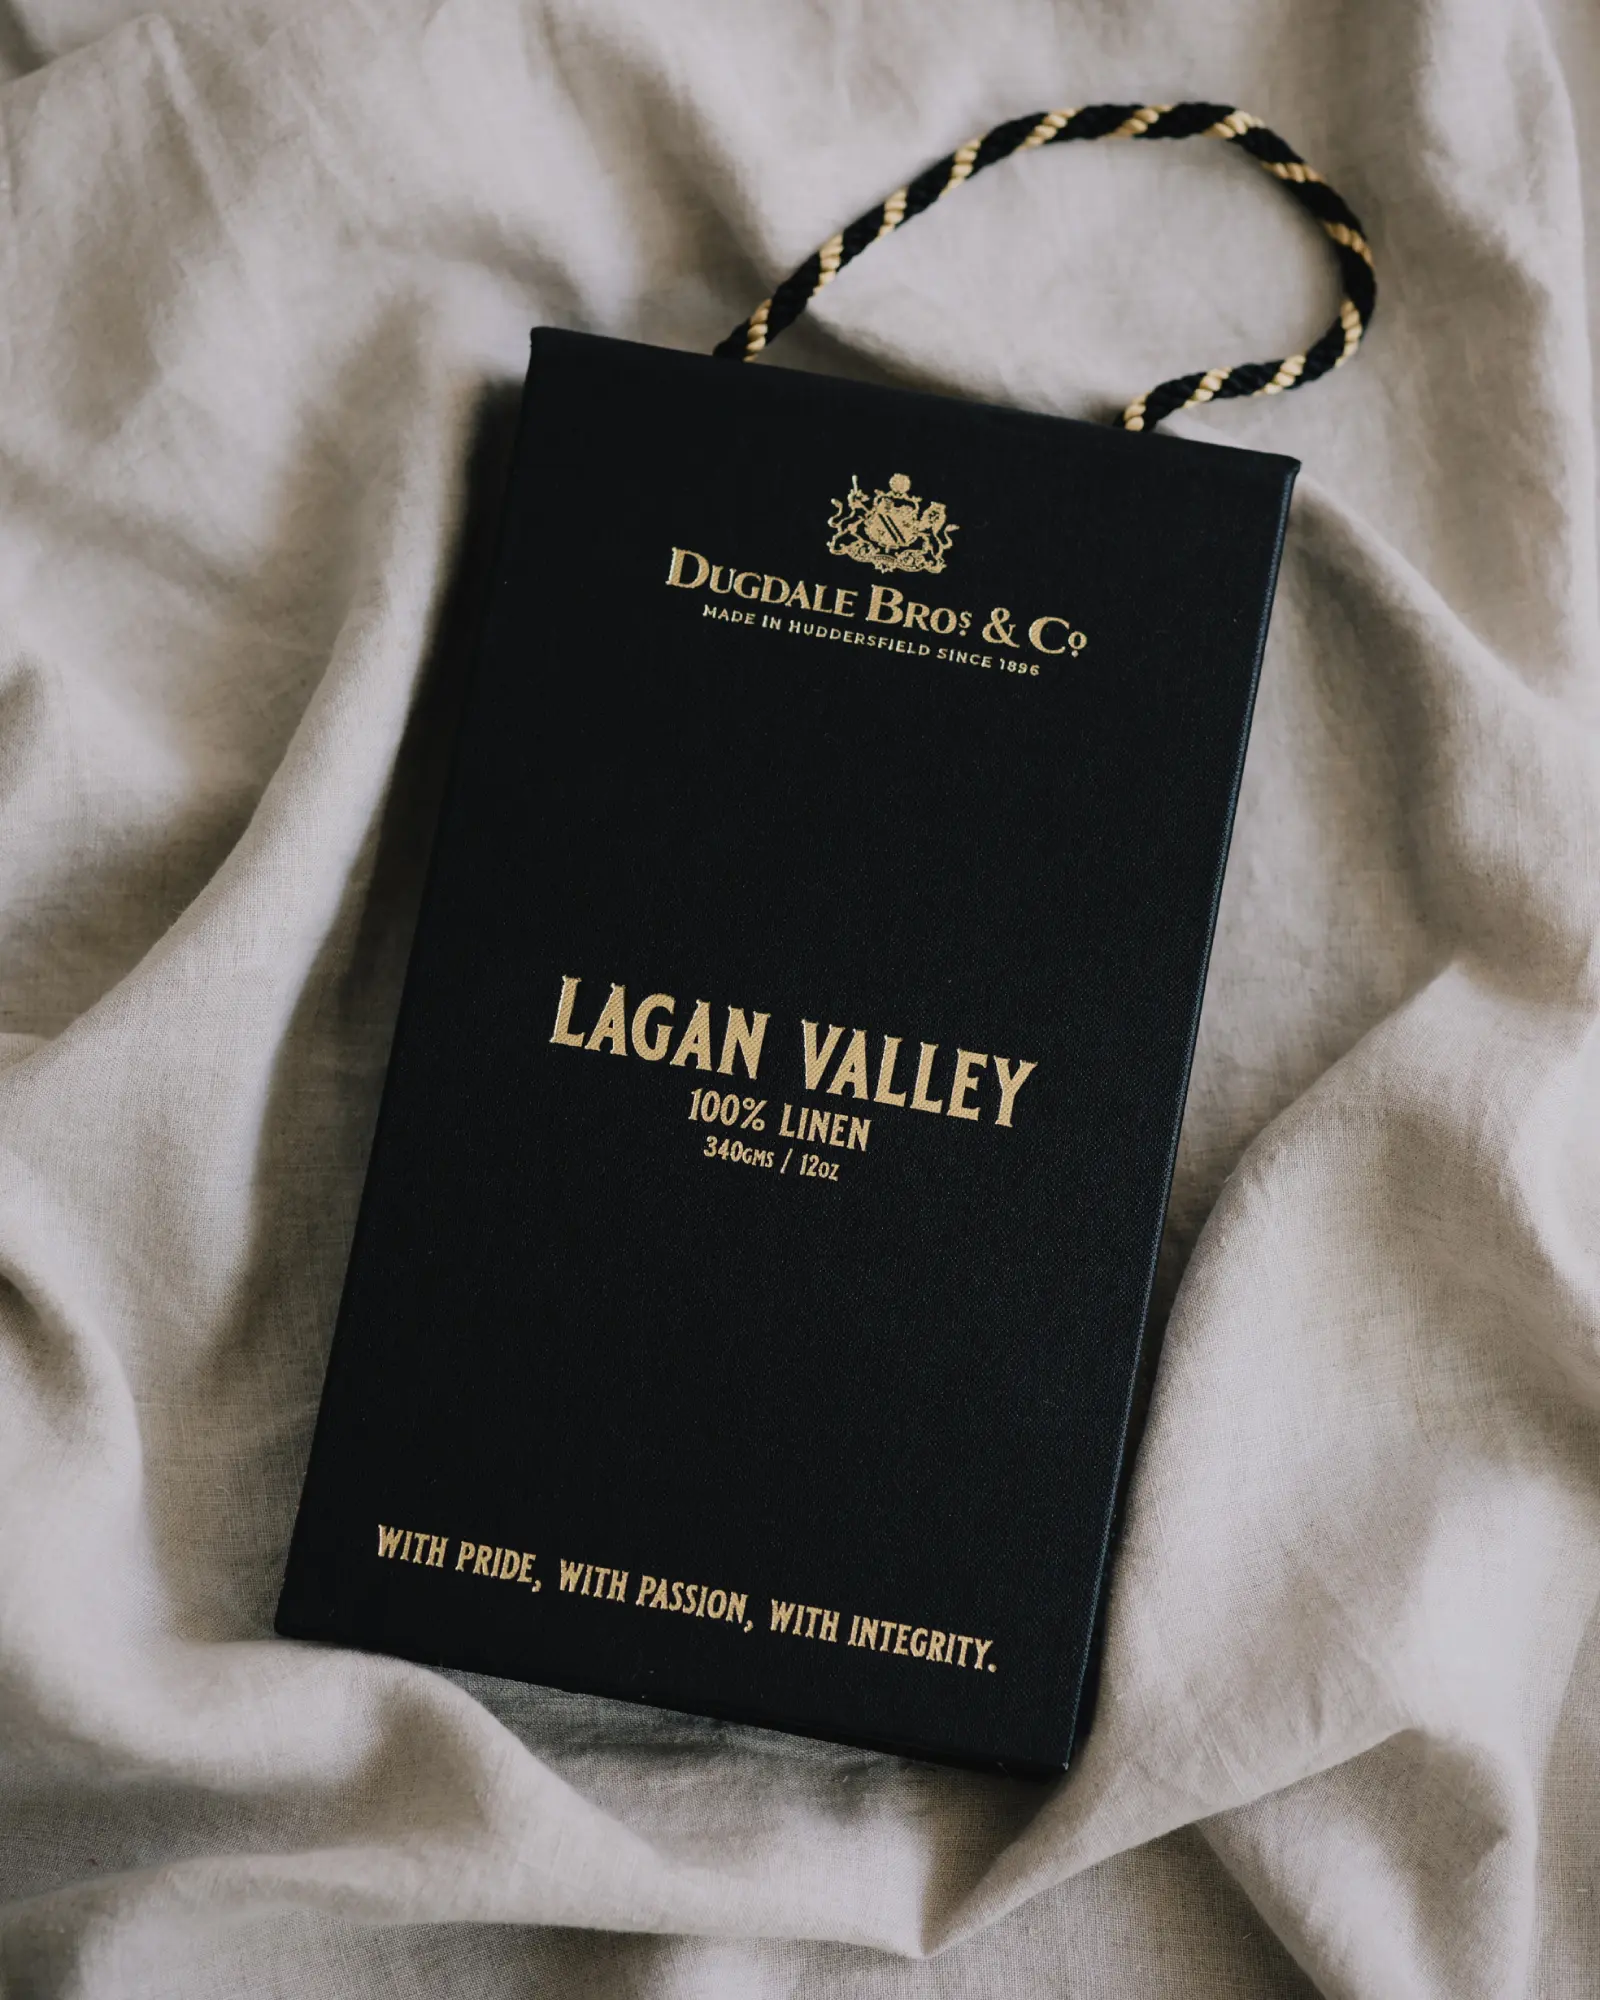 DUGDALE BROS & CO
MADE IN HUDDERSFIELD SINCE 1896
LAGAN VALLEY
100% LINEN
340GMS / 12OZ
WITH PRIDE, WITH PASSION, WITH INTEGRITY.